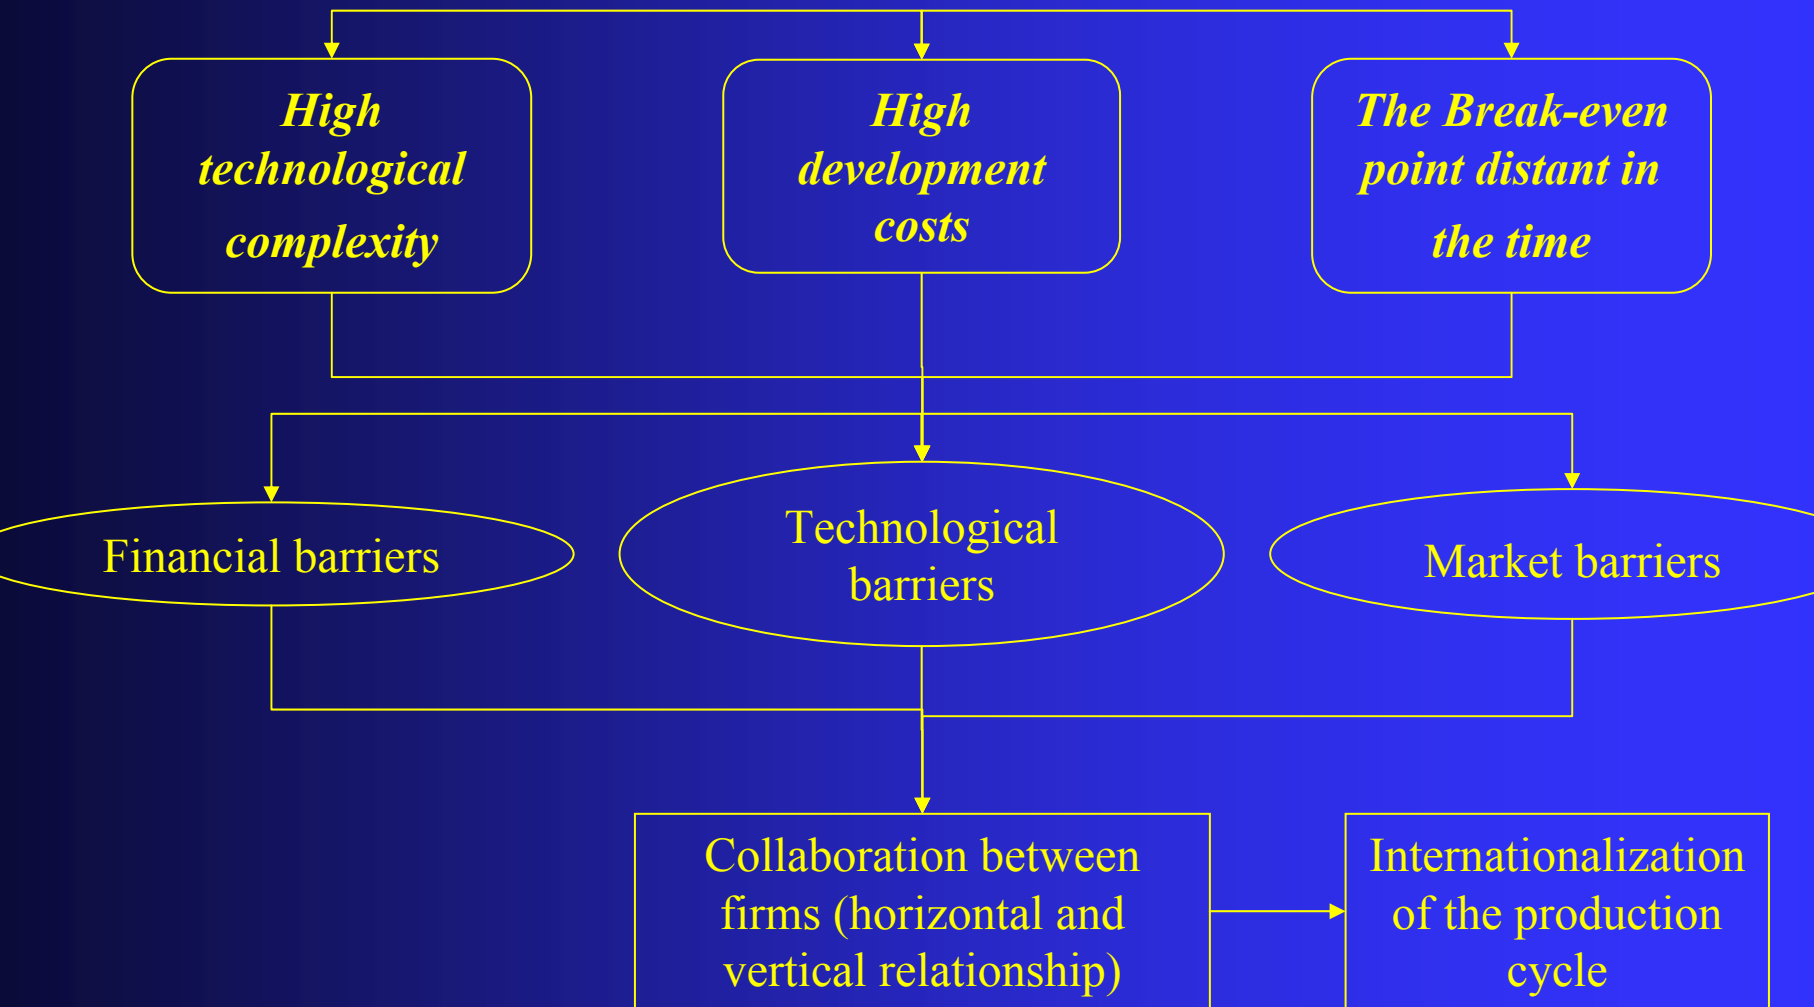 High
technological
complexity
High
development
costs
The Break-even
point distant in
the time
Financial barriers
Technological
barriers
Market barriers
Collaboration between
firms (horizontal and
vertical relationship)
Internationalization
of the production
cycle